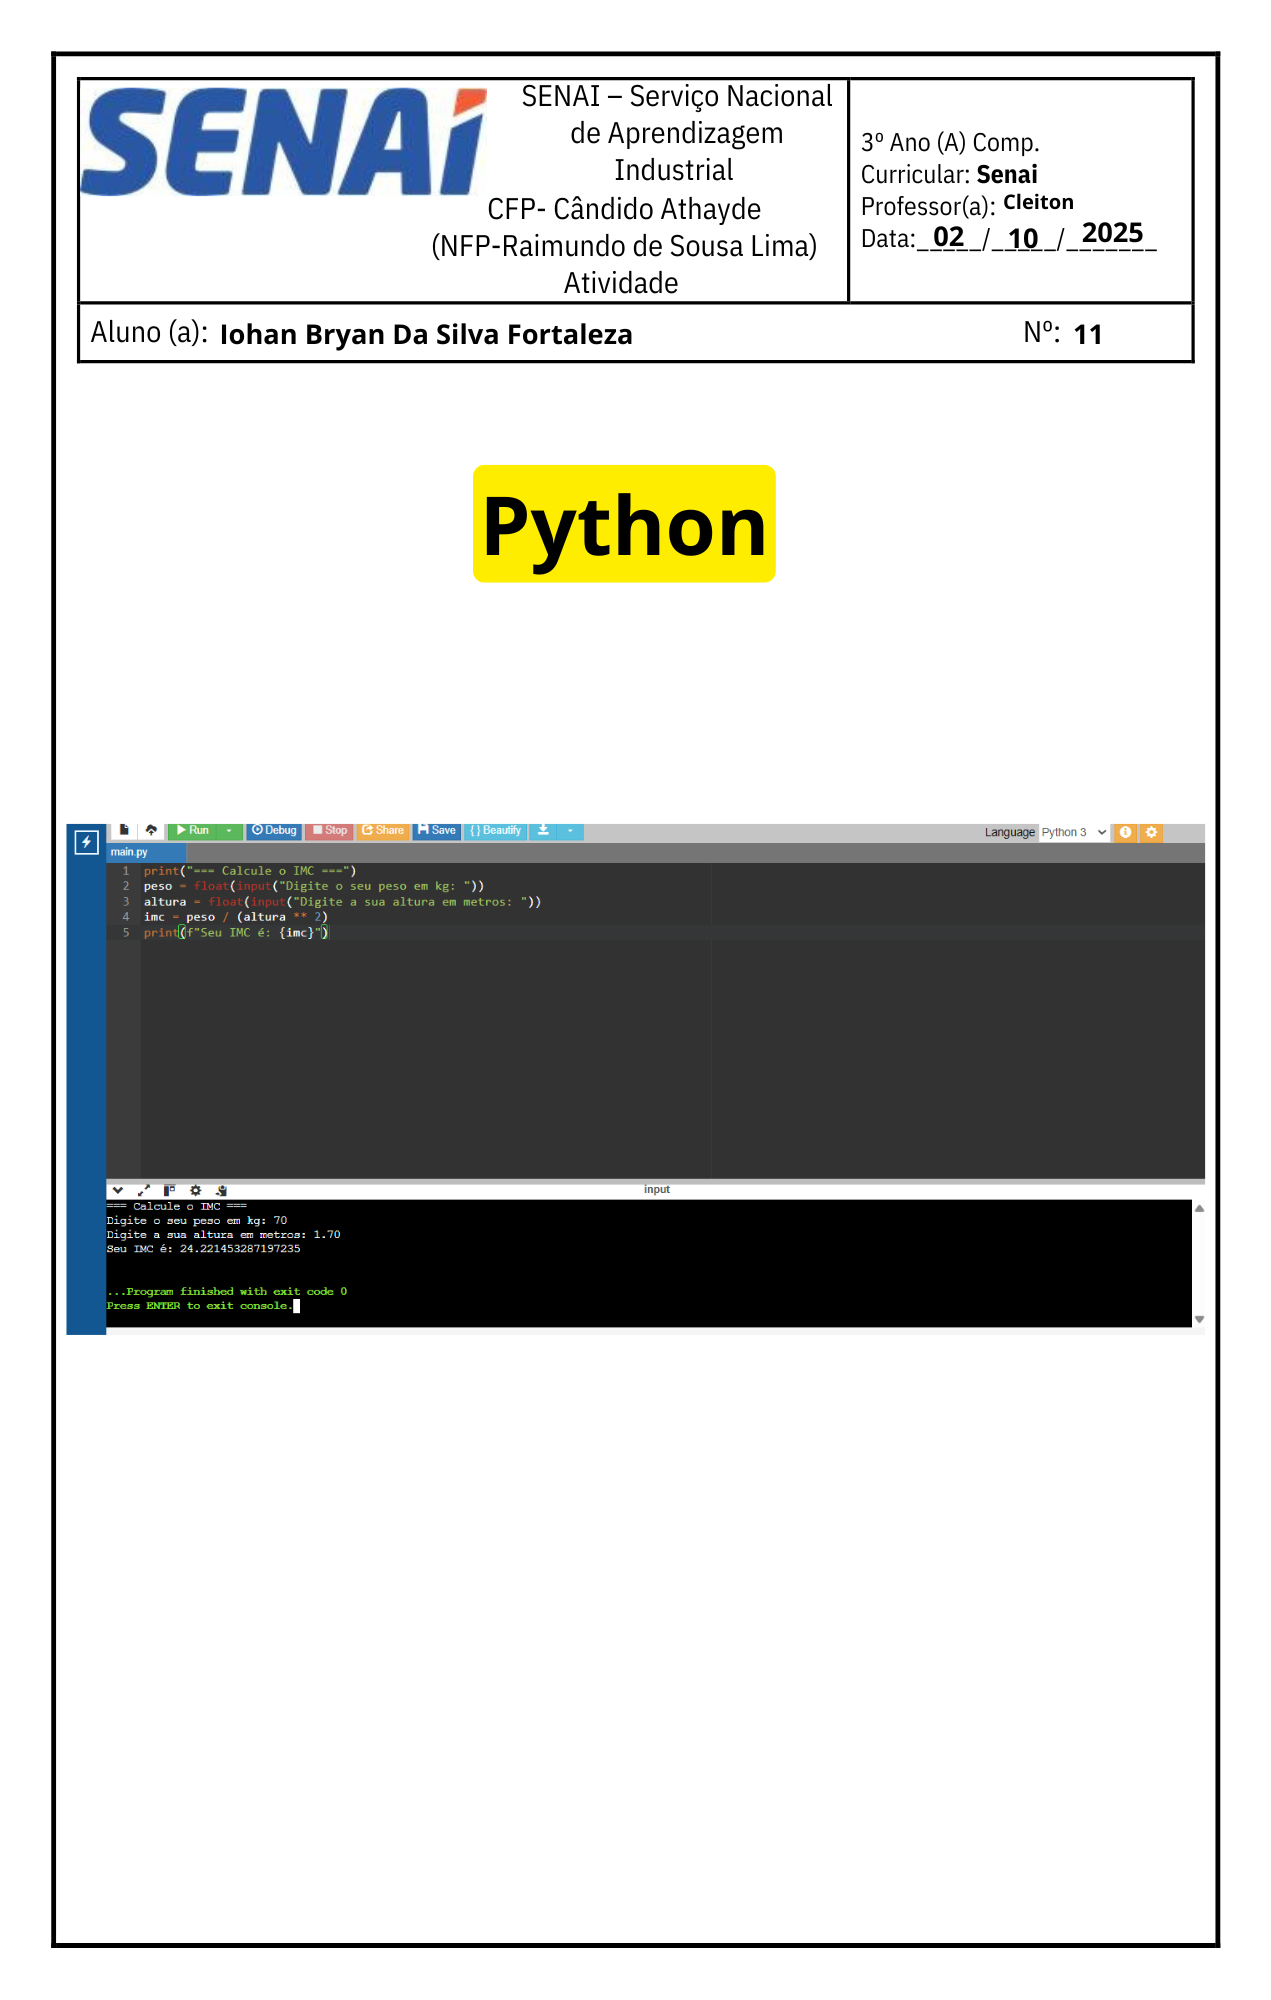 SENAI
SENAI – Serviço Nacional
de Aprendizagem
Industrial
CFP- Cândido Athayde
(NFP-Raimundo de Sousa Lima)
Atividade
3º Ano (A) Comp.
Curricular: Senai
Professor(a): Cleiton
Data:_02_/_10_/_2025_
Aluno (a): Iohan Bryan Da Silva Fortaleza Nº: 11
Python
Run Debug Stop Share Save {} Beautify Language Python 3
main.py
1 print("=== Calcule o IMC ===")
2 peso = float(input("Digite o seu peso em kg: "))
3 altura = float(input("Digite a sua altura em metros: "))
4 imc = peso / (altura ** 2)
5 print(f"Seu IMC é: {imc}")
input
=== Calcule o IMC ===
Digite o seu peso em kg: 70
Digite a sua altura em metros: 1.70
Seu IMC é: 24.221453287197235
...Program finished with exit code 0
Press ENTER to exit console.